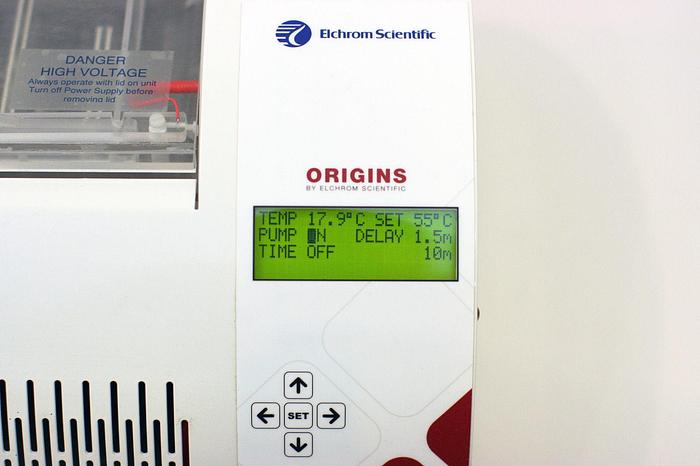 DANGER
HIGH VOLTAGE
Always operate with lid on unit
Turn off Power Supply before
removing lid
Elchrom Scientific
ORIGINS
BY ELCHROM SCIENTIFIC
TEMP 17.9°C SET 55°C
PUMP ON DELAY 1.5m
TIME OFF 10m
SET